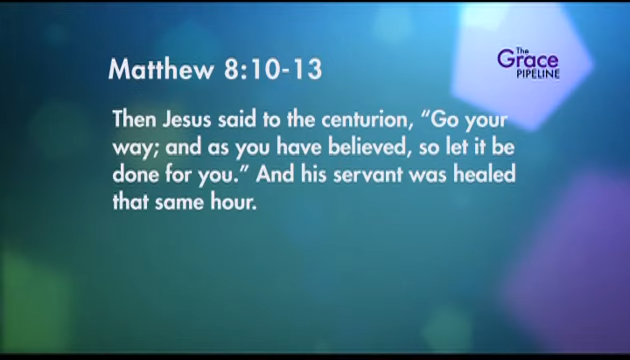 Matthew 8:10-13
The
Grace
PIPELINE
Then Jesus said to the centurion, “Go your
way; and as you have believed, so let it be
done for you.” And his servant was healed
that same hour.